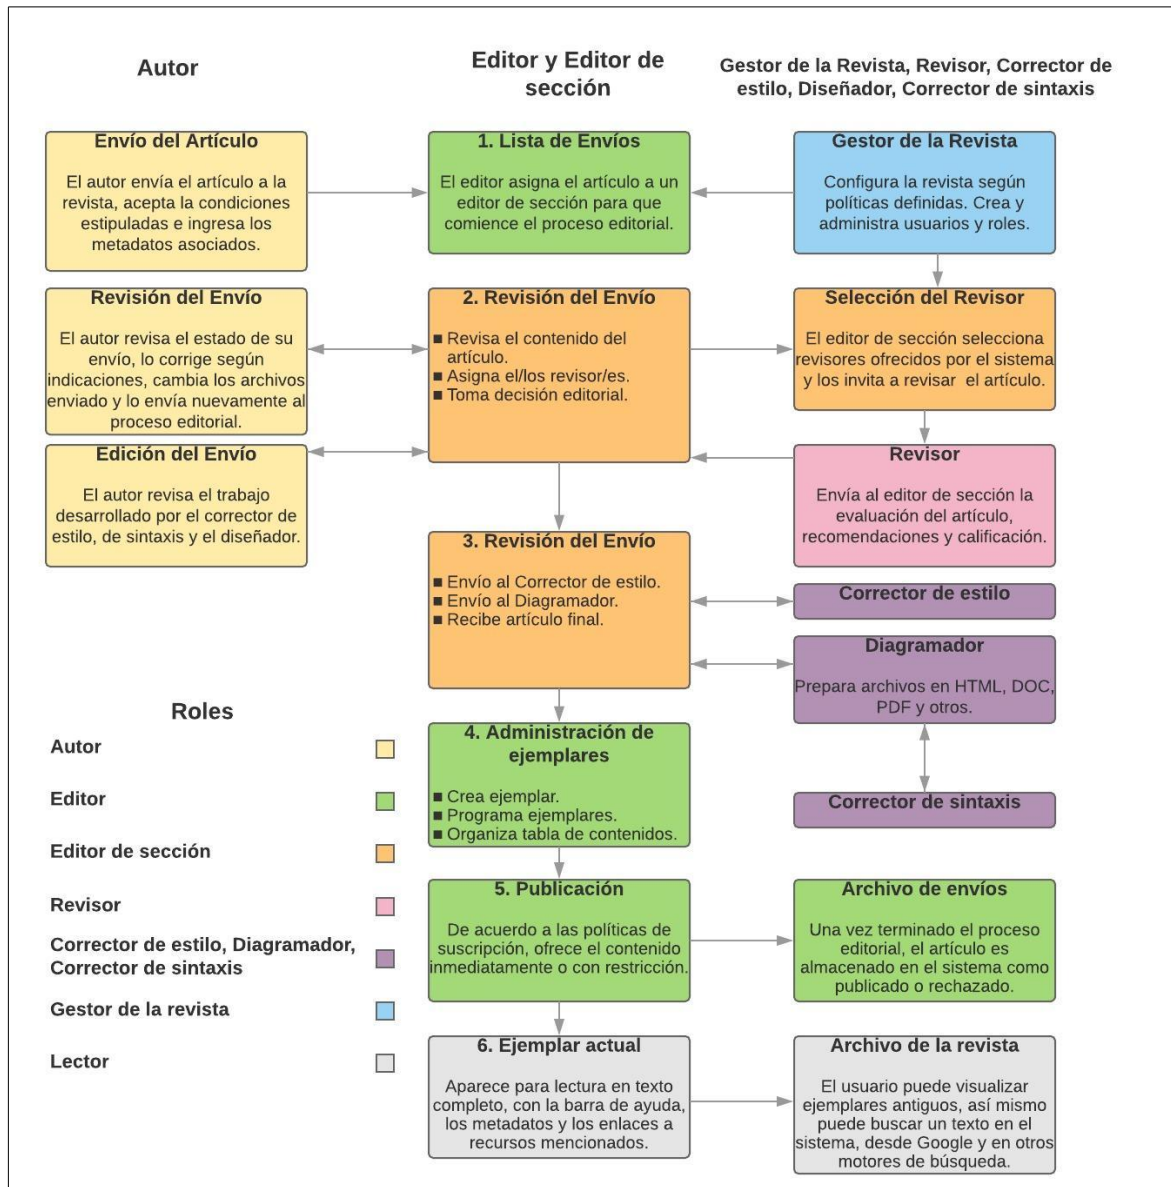 Autor
Editor y Editor de
sección
Gestor de la Revista, Revisor, Corrector de
estilo, Diseñador, Corrector de sintaxis
Envío del Artículo
El autor envía el artículo a la
revista, acepta la condiciones
estipuladas e ingresa los
metadatos asociados.
1. Lista de Envíos
El editor asigna el artículo a un
editor de sección para que
comience el proceso editorial.
Gestor de la Revista
Configura la revista según
políticas definidas. Crea y
administra usuarios y roles.
Revisión del Envío
El autor revisa el estado de su
envío, lo corrige según
indicaciones, cambia los archivos
enviado y lo envía nuevamente al
proceso editorial.
2. Revisión del Envío
■ Revisa el contenido del
artículo.
■ Asigna el/los revisor/es.
■ Toma decisión editorial.
Selección del Revisor
El editor de sección selecciona
revisores ofrecidos por el sistema
y los invita a revisar el artículo.
Edición del Envío
El autor revisa el trabajo
desarrollado por el corrector de
estilo, de sintaxis y el diseñador.
Revisor
Envía al editor de sección la
evaluación del artículo,
recomendaciones y calificación.
3. Revisión del Envío
■ Envío al Corrector de estilo.
■ Envío al Diagramador.
■ Recibe artículo final.
Corrector de estilo
Diagramador
Prepara archivos en HTML, DOC,
PDF y otros.
Corrector de sintaxis
4. Administración de
ejemplares
■ Crea ejemplar.
■ Programa ejemplares.
■ Organiza tabla de contenidos.
5. Publicación
De acuerdo a las políticas de
suscripción, ofrece el contenido
inmediatamente o con restricción.
Archivo de envíos
Una vez terminado el proceso
editorial, el artículo es
almacenado en el sistema como
publicado o rechazado.
6. Ejemplar actual
Aparece para lectura en texto
completo, con la barra de ayuda,
los metadatos y los enlaces a
recursos mencionados.
Archivo de la revista
El usuario puede visualizar
ejemplares antiguos, así mismo
puede buscar un texto en el
sistema, desde Google y en otros
motores de búsqueda.
Roles
Autor
Editor
Editor de sección
Revisor
Corrector de estilo, Diagramador,
Corrector de sintaxis
Gestor de la revista
Lector